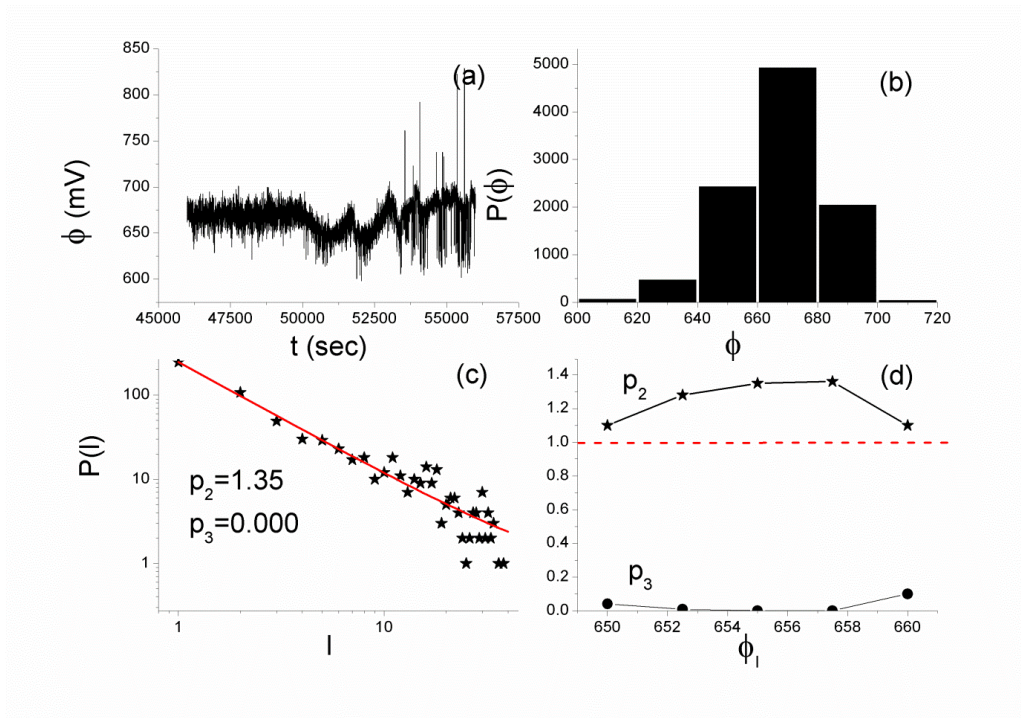 850
800
750
700
650
600
ϕ (mV)
(a)
45000 47500 50000 52500 55000 57500
t (sec)
5000
4000
3000
2000
1000
0
P(ϕ)
(b)
600 620 640 660 680 700 720
ϕ
100
10
1
P(l)
(c)
p₂=1.35
p₃=0.000
1 10
l
1.4
1.2
1.0
0.8
0.6
0.4
0.2
0.0
(d)
p₂
p₃
650 652 654 656 658 660
ϕₗ